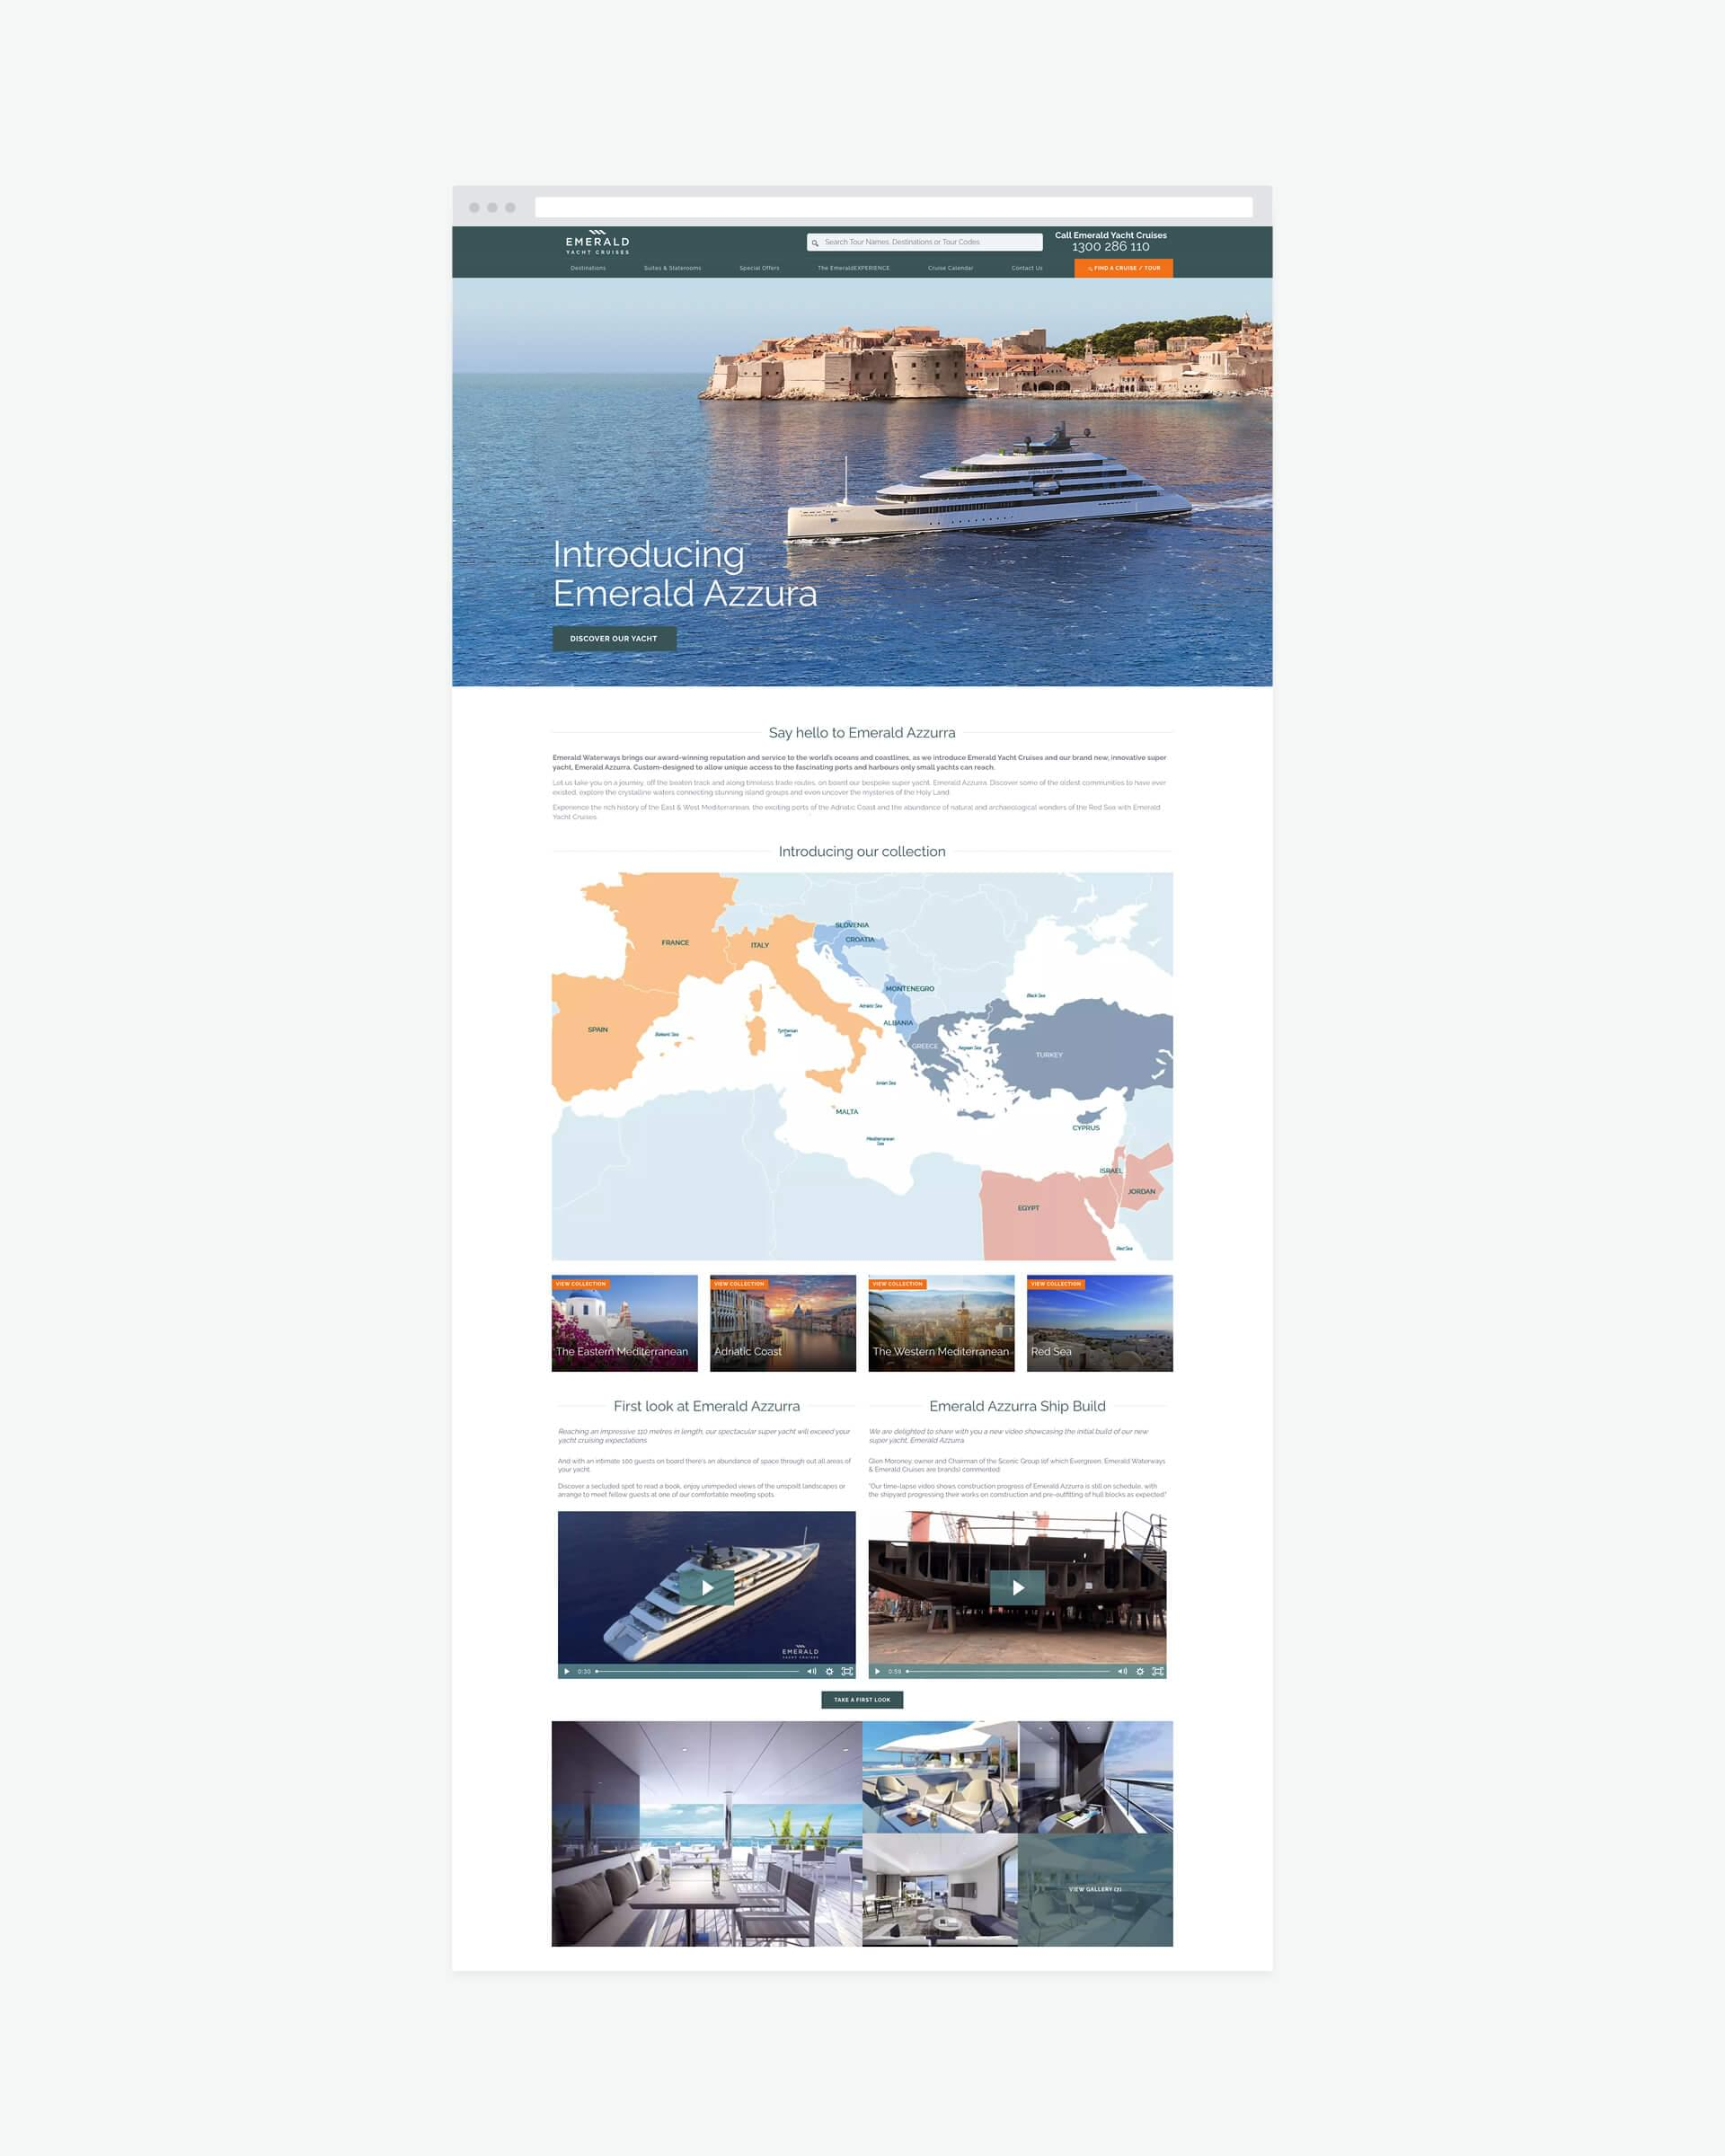 EMERALD
YACHT CRUISES
Search Tour Names, Destinations or Tour Codes
Call Emerald Yacht Cruises
1300 286 110
Destinations
Suites & Staterooms
Special Offers
The EmeraldEXPERIENCE
Cruise Calendar
Contact Us
FIND A CRUISE / TOUR
Introducing
Emerald Azzura
DISCOVER OUR YACHT
Say hello to Emerald Azzurra
Emerald Waterways brings our award-winning reputation and service to the world's oceans and coastlines, as we introduce Emerald Yacht Cruises and our brand new, innovative super
yacht, Emerald Azzurra. Custom-designed to allow unique access to the fascinating ports and harbours only small yachts can reach.
Let us take you on a journey, off the beaten track and along timeless trade routes, on board our bespoke super yacht, Emerald Azzurra. Discover some of the oldest communities to have ever
existed, explore the crystalline waters connecting stunning island groups and even uncover the mysteries of the Holy Land.
Experience the rich history of the East & West Mediterranean, the exciting ports of the Adriatic Coast and the abundance of natural and archaeological wonders of the Red Sea with Emerald
Yacht Cruises.
Introducing our collection
SLOVENIA
CROATIA
FRANCE
ITALY
MONTENEGRO
Black Sea
Adriatic Sea
ALBANIA
SPAIN
Balearic Sea
Tyrrhenian
Sea
GREECE
Aegean Sea
TURKEY
Ionian Sea
MALTA
CYPRUS
Mediterranean
Sea
ISRAEL
JORDAN
EGYPT
Red Sea
VIEW COLLECTION
The Eastern Mediterranean
VIEW COLLECTION
Adriatic Coast
VIEW COLLECTION
The Western Mediterranean
VIEW COLLECTION
Red Sea
First look at Emerald Azzurra
Reaching an impressive 110 metres in length, our spectacular super yacht will exceed your
yacht cruising expectations.
And with an intimate 100 guests on board there's an abundance of space through out all areas of
your yacht.
Discover a secluded spot to read a book, enjoy unimpeded views of the unspoilt landscapes or
arrange to meet fellow guests at one of our comfortable meeting spots.
EMERALD
YACHT CRUISES
0:30
Emerald Azzurra Ship Build
We are delighted to share with you a new video showcasing the initial build of our new
super yacht, Emerald Azzurra.
Glen Moroney, owner and Chairman of the Scenic Group (of which Evergreen, Emerald Waterways
& Emerald Cruises are brands) commented:
"Our time-lapse video shows construction progress of Emerald Azzurra is still on schedule, with
the shipyard progressing their works on construction and pre-outfitting of hull blocks as expected"
0:59
TAKE A FIRST LOOK
VIEW GALLERY (7)